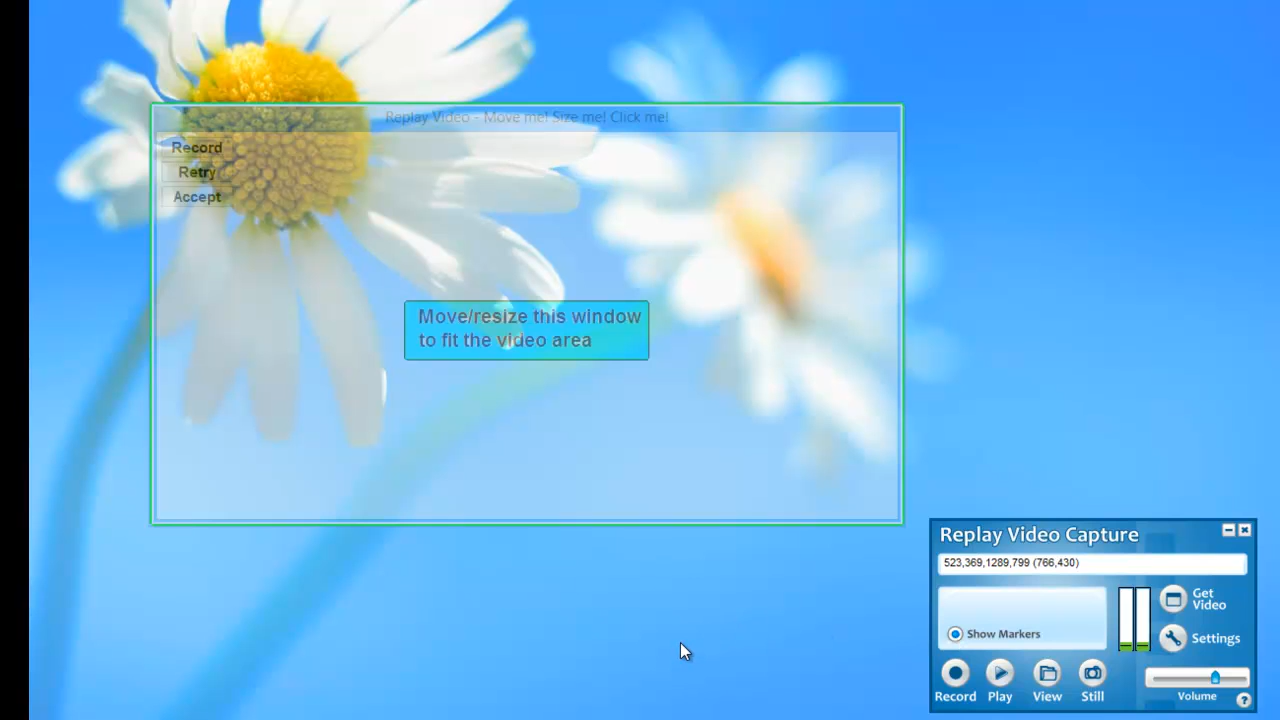 Replay Video - Move me! Size me! Click me!
Record
Retry
Accept
Move/resize this window
to fit the video area
Replay Video Capture
523,369,1289,799 (766,430)
Get
Video
Show Markers
Settings
Record Play View Still
Volume
?